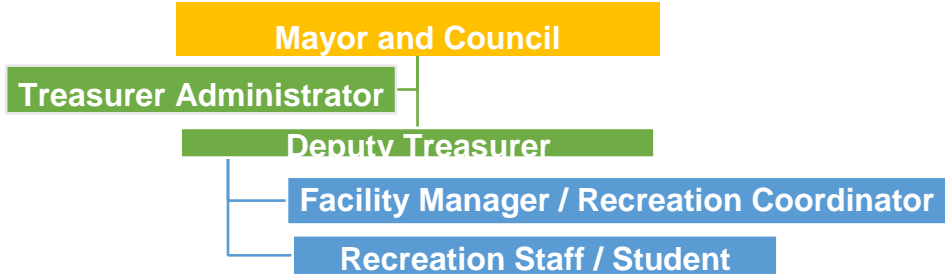 Mayor and Council
Treasurer Administrator
Deputy Treasurer
Facility Manager / Recreation Coordinator
Recreation Staff / Student